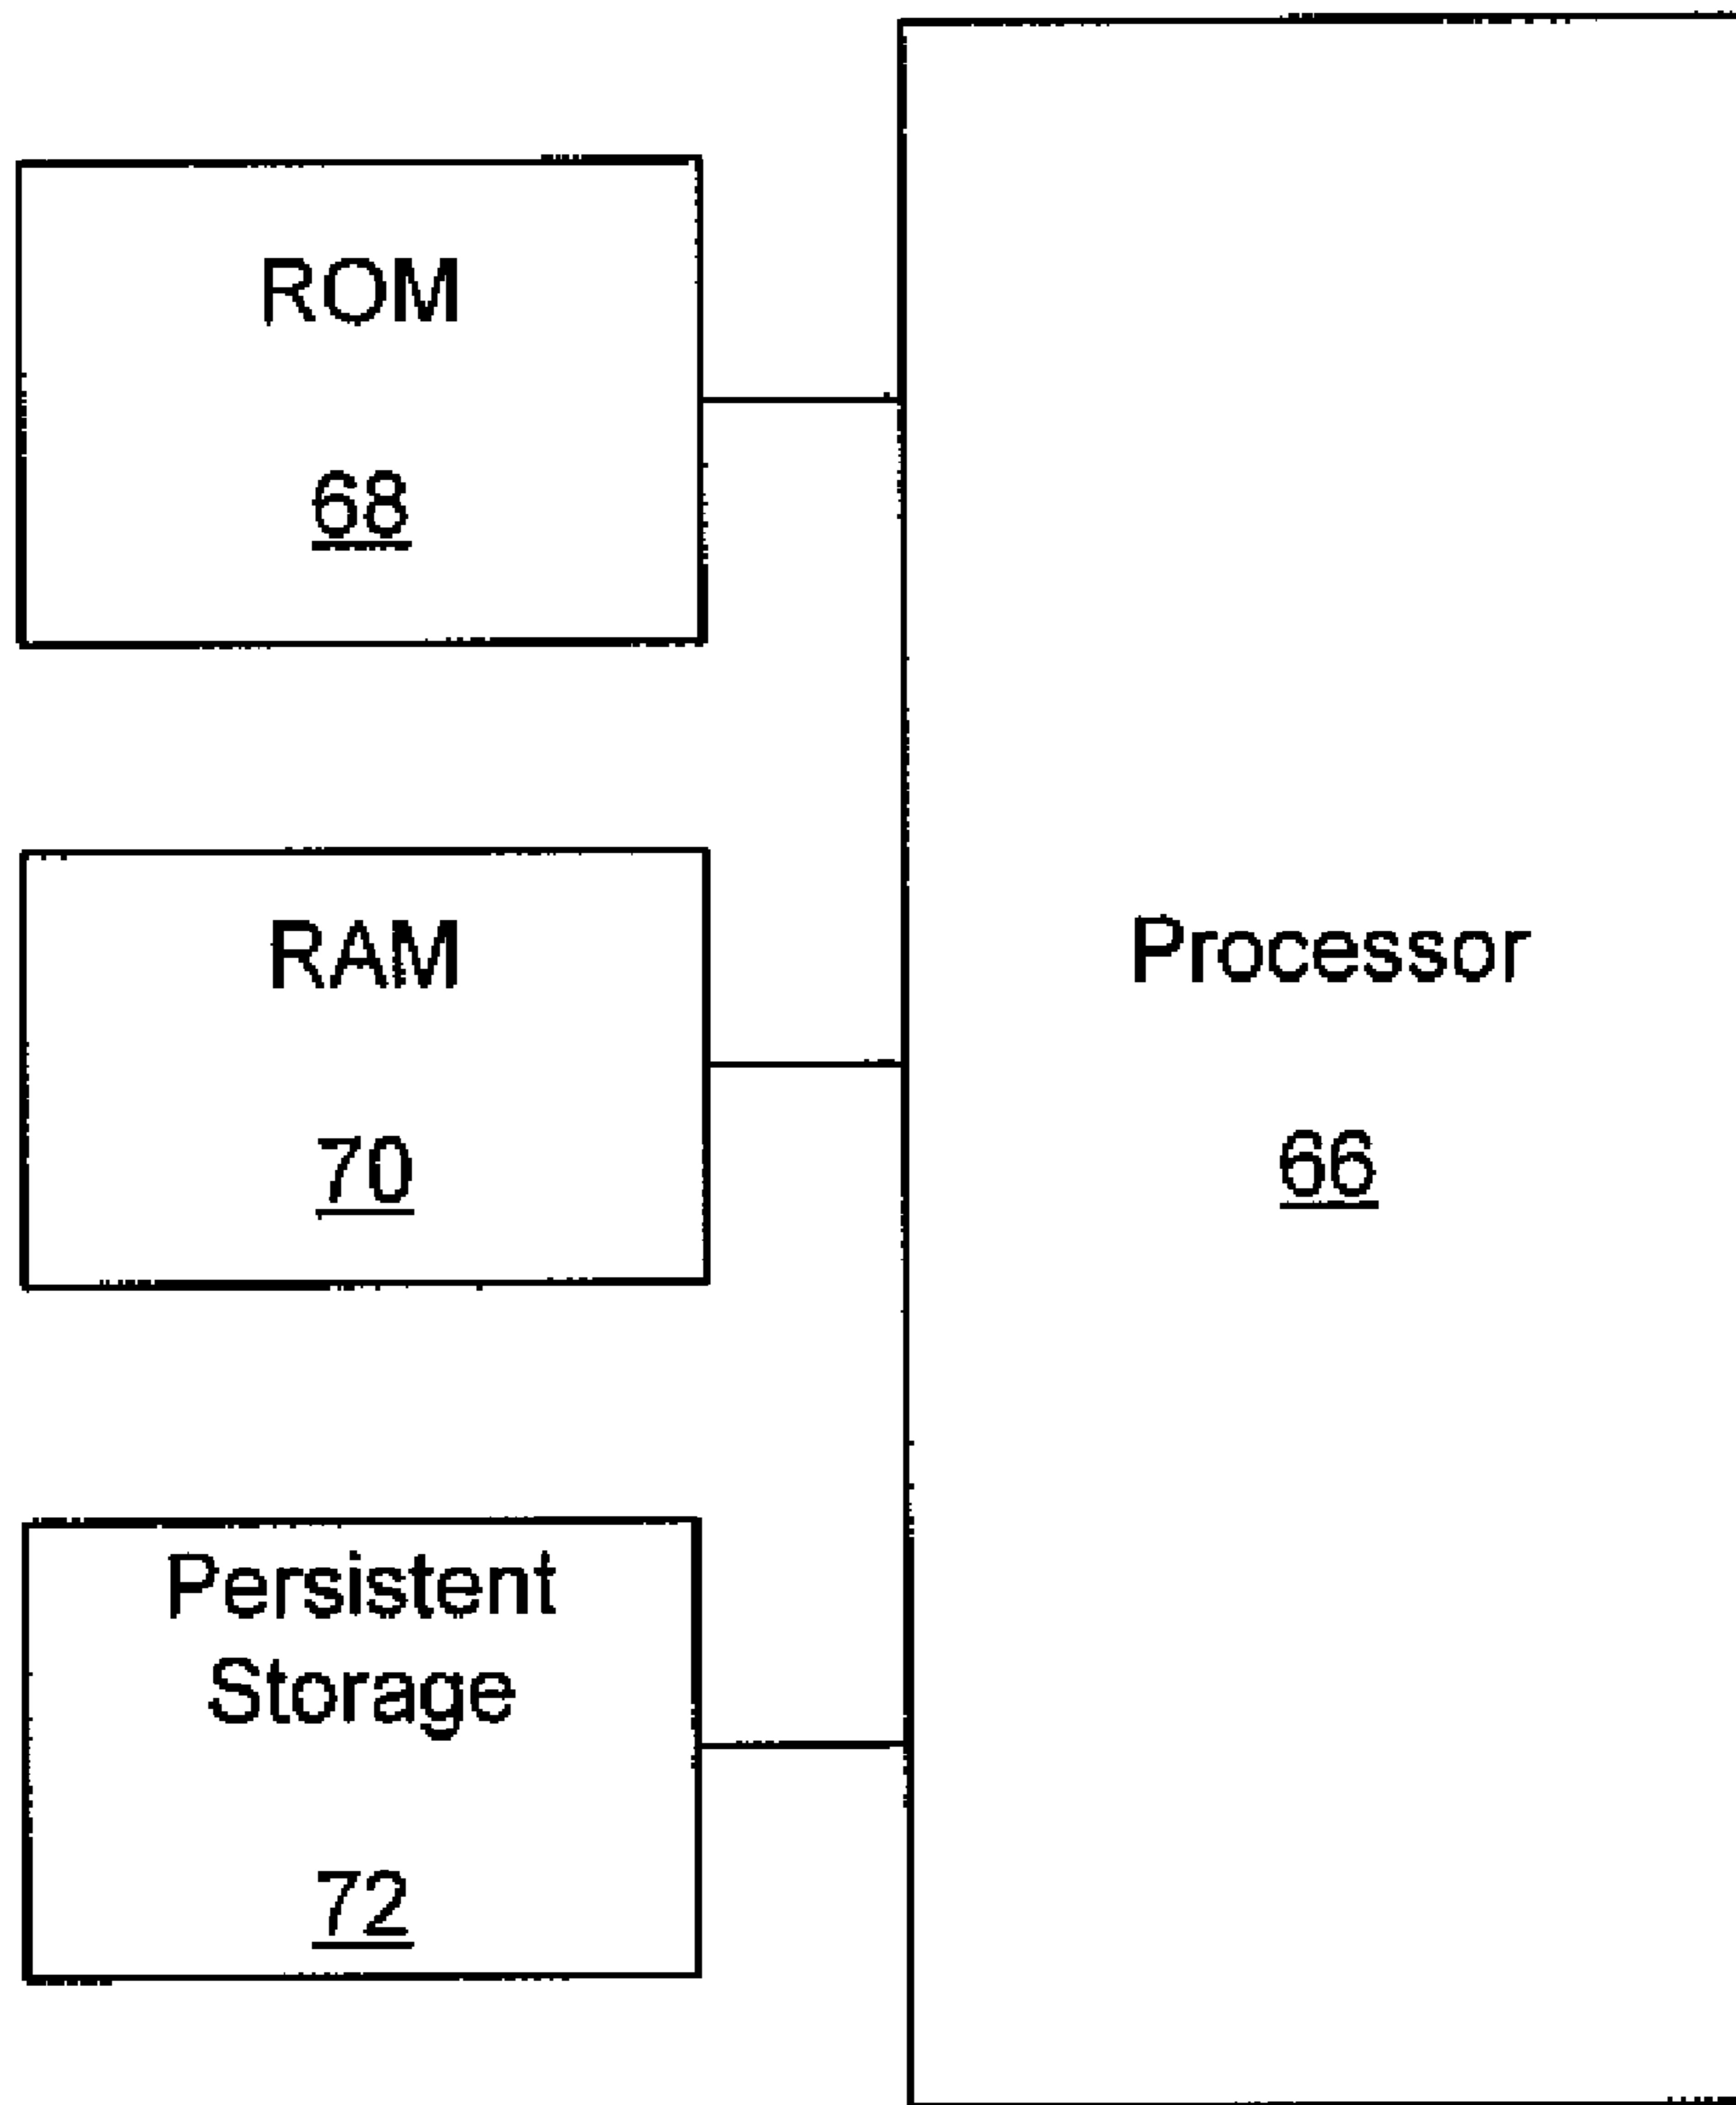 ROM
68
RAM
70
Persistent
Storage
72
Processor
66